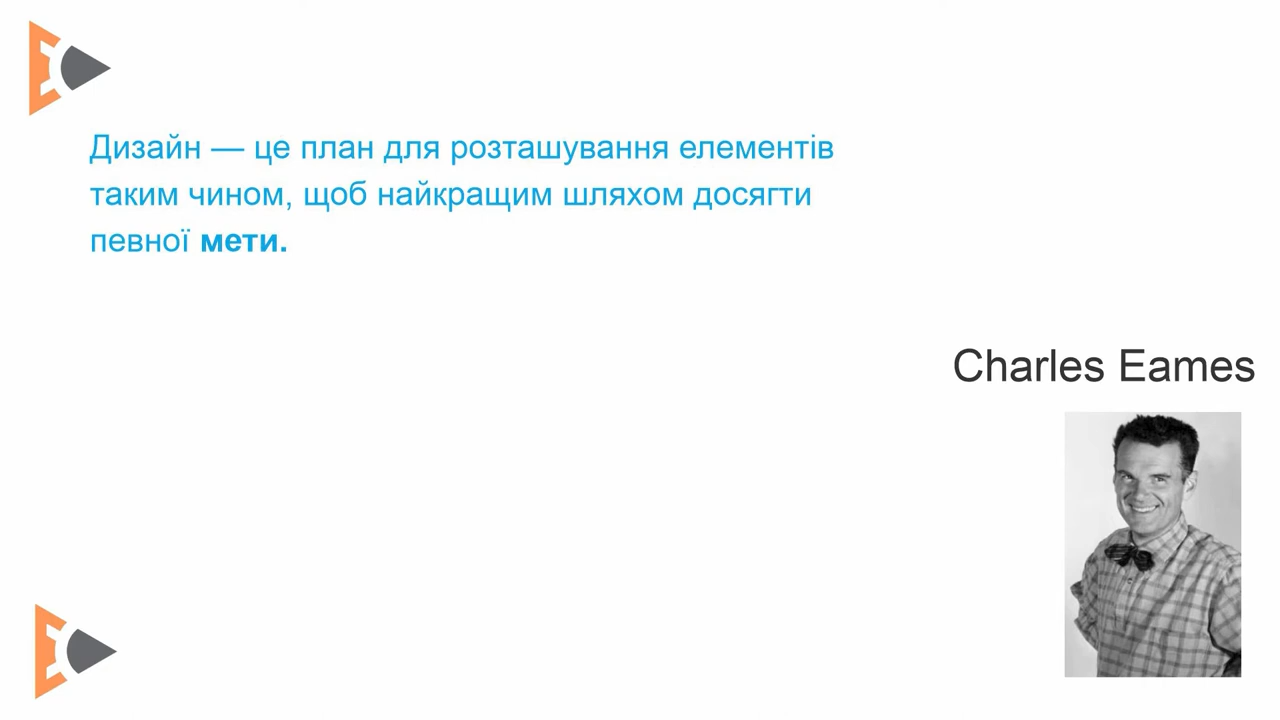 Дизайн — це план для розташування елементів
таким чином, щоб найкращим шляхом досягти
певної мети.
Charles Eames